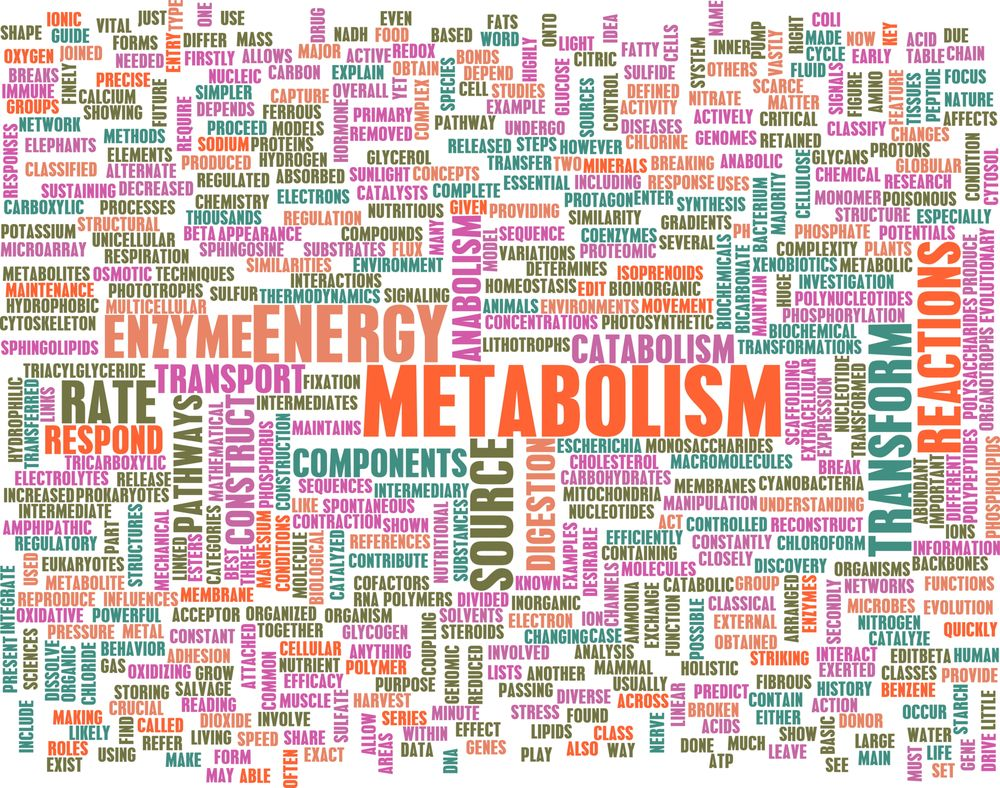 SHAPE
IONIC
GUIDE
VITAL
JUST
FORMS
ENTRY
TYPE
ONE
USE
DIFFER
MASS
DRUG
EVEN
NADH
FOOD
BASED
FATS
WORD
ONTO
LIGHT
IDEA
FATTY
CELLS
NAME
INNER
PUMP
RIGHT
COLI
MADE
NOW
KEY
ACID
DUE
OXYGEN
JOINED
NEEDED
FIRSTLY
ALLOWS
MAJOR
ACTIVE
REDOX
BONDS
HIGHLY
CITRIC
SYSTEM
OTHERS
VASTLY
CYCLE
EARLY
TABLE
CHAIN
BREAKS
FINELY
PRECISE
NUCLEIC
CARBON
EXPLAIN
OBTAIN
SPECIES
DEPEND
GLUCOSE
SOURCES
CONTROL
SULFIDE
FLUID
SIGNALS
FIGURE
AMINO
FEATURE
TISSUES
PEPTIDE
FOCUS
IMMUNE
CALCIUM
FUTURE
SIMPLER
CAPTURE
OVERALL
YET
COMPLEX
CELL
STUDIES
DEFINED
NITRATE
SCARCE
NATURE
GROUPS
SHOWING
REQUIRE
DEPENDS
FERROUS
HORMONE
PRIMARY
EXAMPLE
ACTIVITY
ACTIVELY
MATTER
CRITICAL
AFFECTS
NETWORK
METHODS
PROCEED
MODELS
REMOVED
PATHWAY
UNDERGO
DISEASES
GENOMES
RETAINED
CLASSIFY
CHANGES
RESPONSES
ELEPHANTS
SODIUM
PROTEINS
RELEASED
STEPS
HOWEVER
CHLORINE
PROTONS
ELEMENTS
HYDROGEN
GLYCEROL
TRANSFER
TWO
MINERALS
BREAKING
ANABOLIC
CELLULOSE
GLYCANS
GLOBULAR
CONDITION
CYTOSOL
CLASSIFIED
ALTERNATE
PRODUCED
ABSORBED
SUNLIGHT
CONCEPTS
CHEMICAL
RESEARCH
SUSTAINING
DECREASED
REGULATED
ELECTRONS
CATALYSTS
COMPLETE
ESSENTIAL
INCLUDING
RESPONSE
USES
BACTERIUM
MAJORITY
MONOMER
POISONOUS
CARBOXYLIC
PROCESSES
CHEMISTRY
NUTRITIOUS
GIVEN
PROVIDING
PROTAGON
ENTER
SYNTHESIS
STRUCTURE
ESPECIALLY
POTASSIUM
STRUCTURAL
THOUSANDS
REGULATION
MANY
ANABOLISM
MODEL
SEQUENCE
SIMILARITY
GRADIENTS
PH
PHOSPHATE
POTENTIALS
UNICELLULAR
BETA
APPEARANCE
COMPOUNDS
COENZYMES
SEVERAL
MICROARRAY
RESPIRATION
SPHINGOSINE
SUBSTRATES
FLUX
VARIATIONS
PROTEOMIC
BIOCHEMICALS
BICARBONATE
COMPLEXITY
PLANTS
METABOLITES
OSMOTIC
TECHNIQUES
SIMILARITIES
ENVIRONMENT
DETERMINES
ISOPRENOIDS
MAINTAIN
XENOBIOTICS
METABOLIC
REACTIONS
PRODUCE
EVOLUTIONARY
MAINTENANCE
PHOTOTROPHS
SULFUR
INTERACTIONS
HOMEOSTASIS
EDIT
BIOINORGANIC
HUGE
INVESTIGATION
HYDROPHOBIC
MULTICELLULAR
THERMODYNAMICS
SIGNALING
ANIMALS
ENVIRONMENTS
MOVEMENT
POLYNUCLEOTIDES
CYTOSKELETON
ENZYME
ENERGY
CONCENTRATIONS
PHOTOSYNTHETIC
PHOSPHORYLATION
BIOCHEMICAL
SPHINGOLIPIDS
LITHOTROPHS
CATABOLISM
TRANSFORMATIONS
TRANSFORM
POLYSACCHARIDES
ORGANOTROPHS
TRIACYLGLYCERIDE
TRANSPORT
FIXATION
METABOLISM
SCAFFOLDING
EXTRACELLULAR
EXPRESSION
NUCLEOTIDE
TRANSFORMED
HYDROPHILIC
TRANSFERRED
LINKS
RATE
PATHWAYS
MATHEMATICAL
CONSTRUCT
INTERMEDIATES
RESPOND
PHOSPHORUS
CONSTRUCTION
MAINTAINS
TRICARBOXYLIC
COMPONENTS
SOURCE
DIGESTION
ESCHERICHIA
MONOSACCHARIDES
ELECTROLYTES
RELEASE
CHOLESTEROL
MACROMOLECULES
BREAK
ABUNDANT
IMPORTANT
DIFFERENT
POLYPEPTIDES
PHOSPHOLIPIDS
INCREASED
PROKARYOTES
SEQUENCES
INTERMEDIARY
CARBOHYDRATES
MEMBRANES
CYANOBACTERIA
INTERMEDIATE
LIKE
SPONTANEOUS
MITOCHONDRIA
MANIPULATION
UNDERSTANDING
AMPHIPATHIC
PART
STRUCTURES
MECHANICAL
LINKED
ESTERS
CATEGORIES
BEST
THREE
MAGNESIUM
CONDITIONS
MOLECULE
BIOLOGICAL
CONTRACTION
SHOWN
NUTRITIONAL
SUBSTANCES
NUCLEOTIDES
ACT
CONTROLLED
RECONSTRUCT
IONS
REGULATORY
CATALYZED
REFERENCES
EXAMPLES
DESIRABLE
EFFICIENTLY
CONSTANTLY
CHLOROFORM
INFORMATION
USED
EUKARYOTES
CONTRIBUTE
CONTAINING
CLOSELY
DISCOVERY
ORGANISMS
BACKBONES
METABOLITE
COFACTORS
KNOWN
MOLECULES
CATABOLIC
GROUP
ENZYMES
NETWORKS
FUNCTIONS
PRESENT
INTEGRATE
REPRODUCE
INFLUENCES
MEMBRANE
RNA
POLYMERS
DIVIDED
INORGANIC
IONS
CHANNELS
AMMONIA
EXCHANGE
FUNCTION
POSSIBLE
CLASSICAL
ARRANGED
SECONDLY
MICROBES
EVOLUTION
OXIDATIVE
POWERFUL
ACCEPTOR
ORGANIZED
ORGANISM
SOLVENTS
ELECTRON
EXTERNAL
NITROGEN
QUICKLY
SCIENCES
PRESSURE
METAL
CONSTANT
ATTACHED
TOGETHER
GLYCOGEN
COUPLING
STEROIDS
CHANGING
CASE
OBTAINED
CATALYZE
DISSOLVE
ORGANIC
CHLORIDE
BEHAVIOR
ADHESION
CELLULAR
ANYTHING
GENOMIC
REDUCED
INVOLVED
ANALYSIS
HOLISTIC
STRIKING
INTERACT
EDIT
BETA
HUMAN
GAS
OXIDIZING
GROW
COMMON
NUTRIENT
POLYMER
LISTS
ANOTHER
MAMMAL
EXERTED
CLASSES
PROVIDE
STORING
SALVAGE
EFFICACY
PURPOSE
PASSING
USUALLY
LINEAR
PREDICT
FIBROUS
HISTORY
BENZENE
INCLUDE
CRUCIAL
READING
MUSCLE
SULFATE
HARVEST
DIVERSE
ACROSS
CONTAIN
ACTION
STARCH
MAKING
FIND
CALLED
DIOXIDE
INVOLVE
ALLOW
AREAS
SERIES
MINUTE
STRESS
FOUND
NERVE
BROKEN
EITHER
BASIC
DONOR
OCCUR
DRIVE
LITTLE
LIKELY
REFER
LIVING
SPEED
SHARE
WITHIN
EFFECT
LIPIDS
CLASS
ACIDS
SHOW
LARGE
WATER
ROLES
USING
MAKE
FORM
OFTEN
EXACT
DATA
DNA
GENES
PLAY
ALSO
WAY
DONE
MUCH
LEAVE
SEE
MAIN
MUST
LIFE
GENE
EXIST
MAY
ABLE
ATP
SET